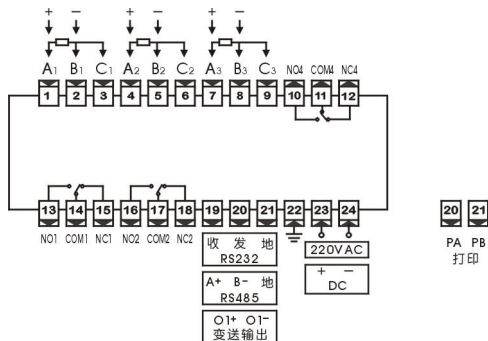 + − + − + −
A1 B1 C1 A2 B2 C2 A3 B3 C3 NO4 COM4 NC4
1 2 3 4 5 6 7 8 9 10 11 12
13 14 15 16 17 18 19 20 21 22 23 24 20 21
NO1 COM1 NC1 NO2 COM2 NC2 PA PB
收 发 地
RS232
220VAC
打印
A+ B− 地
RS485
+ −
DC
O1+ O1−
变送输出